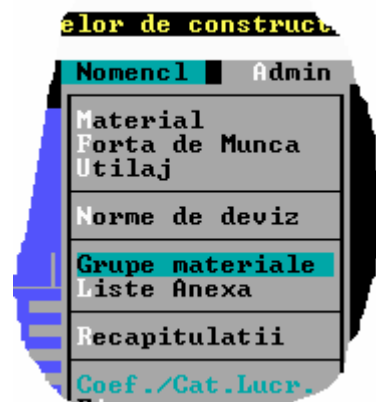 elor de construct
Nomencl Admin
Material
Forta de Munca
Utilaj
Norme de deviz
Grupe materiale
Liste Anexa
Recapitulatii
Coef./Cat.Lucr.